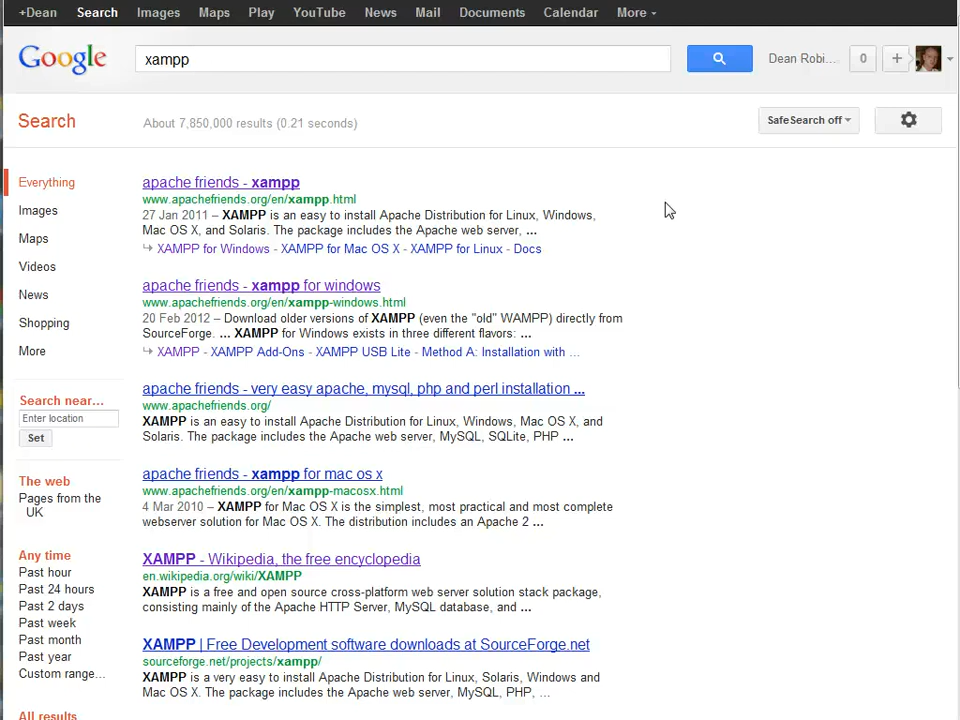 +Dean Search Images Maps Play YouTube News Mail Documents Calendar More
Google xampp Dean Robi... 0 +
Search About 7,850,000 results (0.21 seconds) SafeSearch off
Everything
Images
Maps
Videos
News
Shopping
More
Search near...
Enter location
Set
The web
Pages from the
UK
Any time
Past hour
Past 24 hours
Past 2 days
Past week
Past month
Past year
Custom range...
All results
apache friends - xampp
www.apachefriends.org/en/xampp.html
27 Jan 2011 – XAMPP is an easy to install Apache Distribution for Linux, Windows,
Mac OS X, and Solaris. The package includes the Apache web server, ...
XAMPP for Windows - XAMPP for Mac OS X - XAMPP for Linux - Docs
apache friends - xampp for windows
www.apachefriends.org/en/xampp-windows.html
20 Feb 2012 – Download older versions of XAMPP (even the "old" WAMPP) directly from
SourceForge. ... XAMPP for Windows exists in three different flavors: ...
XAMPP - XAMPP Add-Ons - XAMPP USB Lite - Method A: Installation with ...
apache friends - very easy apache, mysql, php and perl installation ...
www.apachefriends.org/
XAMPP is an easy to install Apache Distribution for Linux, Windows, Mac OS X, and
Solaris. The package includes the Apache web server, MySQL, SQLite, PHP ...
apache friends - xampp for mac os x
www.apachefriends.org/en/xampp-macosx.html
4 Mar 2010 – XAMPP for Mac OS X is the simplest, most practical and most complete
webserver solution for Mac OS X. The distribution includes an Apache 2 ...
XAMPP - Wikipedia, the free encyclopedia
en.wikipedia.org/wiki/XAMPP
XAMPP is a free and open source cross-platform web server solution stack package,
consisting mainly of the Apache HTTP Server, MySQL database, and ...
XAMPP | Free Development software downloads at SourceForge.net
sourceforge.net/projects/xampp/
XAMPP is a very easy to install Apache Distribution for Linux, Solaris, Windows and
Mac OS X. The package includes the Apache web server, MySQL, PHP, ...